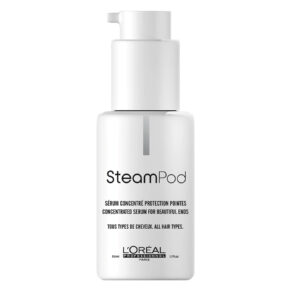 SteamPod
SÉRUM CONCENTRÉ PROTECTION POINTES
CONCENTRATED SERUM FOR BEAUTIFUL ENDS
TOUS TYPES DE CHEVEUX. ALL HAIR TYPES.
L'ORÉAL
PROFESSIONNEL
PARIS